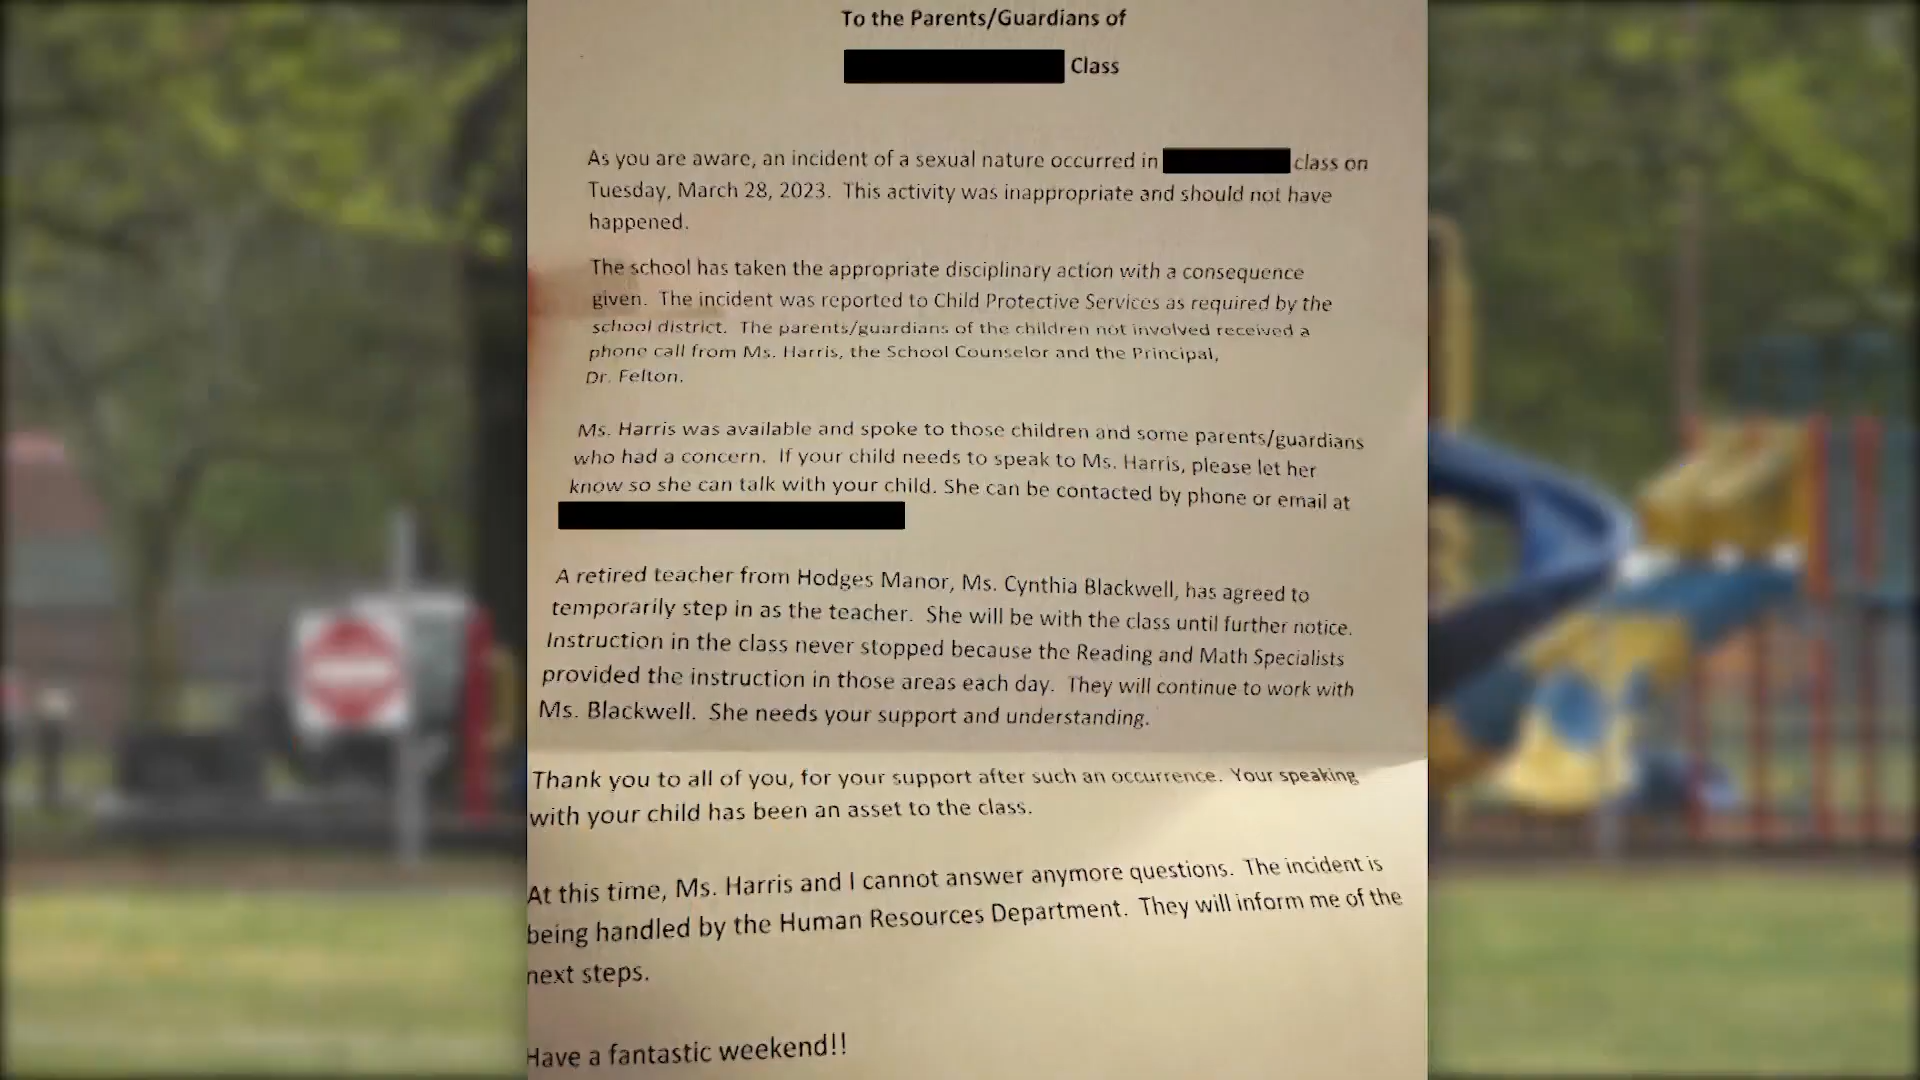 To the Parents/Guardians of
Class
As you are aware, an incident of a sexual nature occurred in class on
Tuesday, March 28, 2023. This activity was inappropriate and should not have
happened.
The school has taken the appropriate disciplinary action with a consequence
given. The incident was reported to Child Protective Services as required by the
school district. The parents/guardians of the children not involved received a
phone call from Ms. Harris, the School Counselor and the Principal,
Dr. Felton.
Ms. Harris was available and spoke to those children and some parents/guardians
who had a concern. If your child needs to speak to Ms. Harris, please let her
know so she can talk with your child. She can be contacted by phone or email at
A retired teacher from Hodges Manor, Ms. Cynthia Blackwell, has agreed to
temporarily step in as the teacher. She will be with the class until further notice.
Instruction in the class never stopped because the Reading and Math Specialists
provided the instruction in those areas each day. They will continue to work with
Ms. Blackwell. She needs your support and understanding.
Thank you to all of you, for your support after such an occurrence. Your speaking
with your child has been an asset to the class.
At this time, Ms. Harris and I cannot answer anymore questions. The incident is
being handled by the Human Resources Department. They will inform me of the
next steps.
Have a fantastic weekend!!